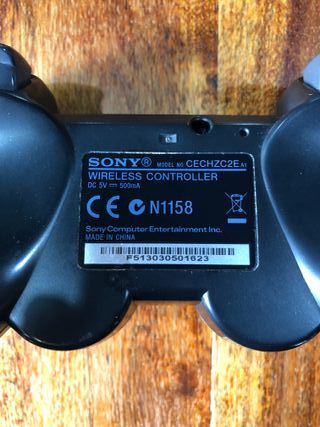 SONY® MODEL NO CECHZC2E A1
WIRELESS CONTROLLER
DC 5V ⎓ 500mA
CE N1158
Sony Computer Entertainment Inc.
MADE IN CHINA
F513030501623